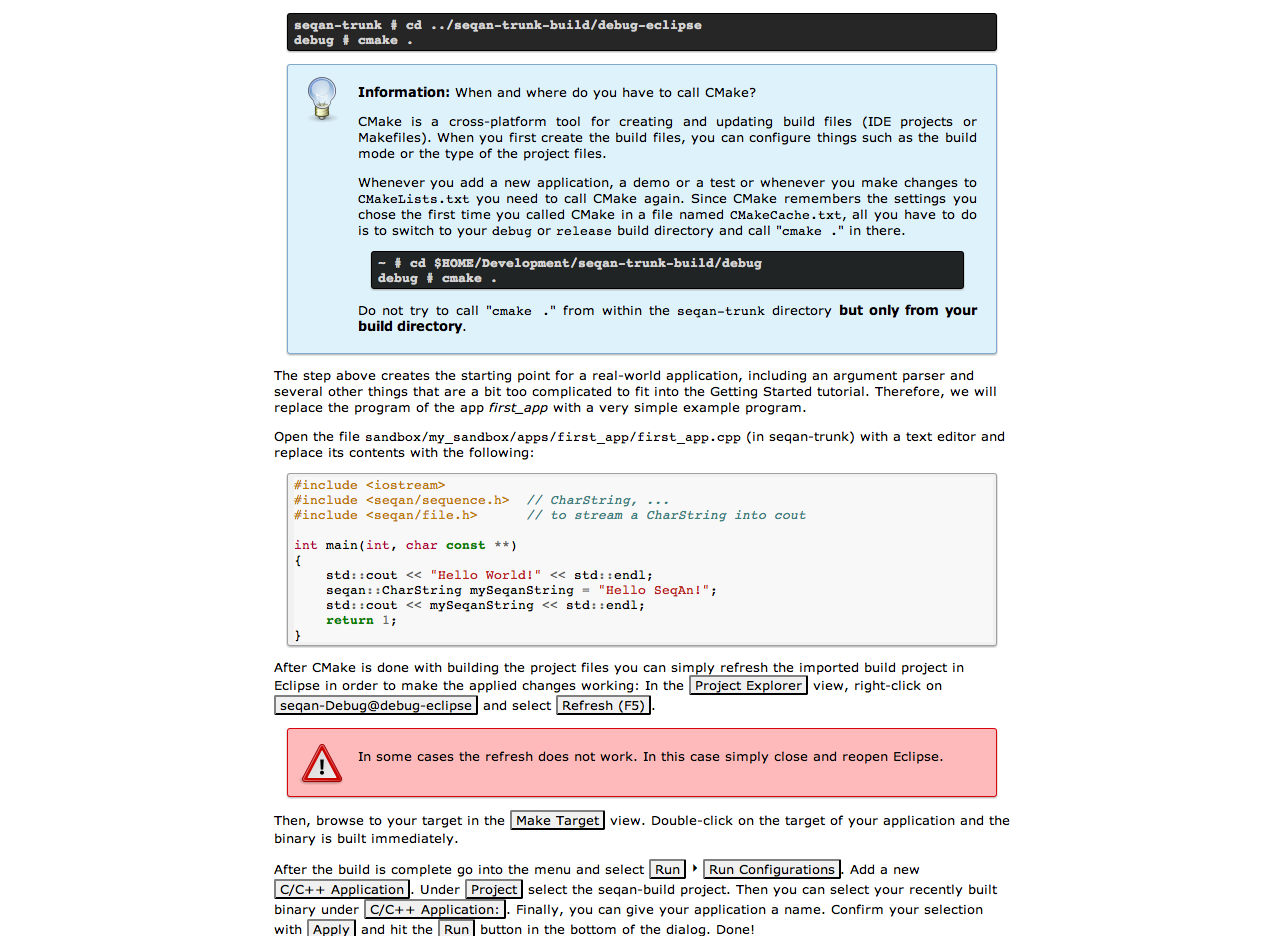 seqan-trunk # cd ../seqan-trunk-build/debug-eclipse
debug # cmake .
Information: When and where do you have to call CMake?
CMake is a cross-platform tool for creating and updating build files (IDE projects or
Makefiles). When you first create the build files, you can configure things such as the build
mode or the type of the project files.
Whenever you add a new application, a demo or a test or whenever you make changes to
CMakeLists.txt you need to call CMake again. Since CMake remembers the settings you
chose the first time you called CMake in a file named CMakeCache.txt, all you have to do
is to switch to your debug or release build directory and call "cmake ." in there.
~ # cd $HOME/Development/seqan-trunk-build/debug
debug # cmake .
Do not try to call "cmake ." from within the seqan-trunk directory but only from your
build directory.
The step above creates the starting point for a real-world application, including an argument parser and
several other things that are a bit too complicated to fit into the Getting Started tutorial. Therefore, we will
replace the program of the app first_app with a very simple example program.
Open the file sandbox/my_sandbox/apps/first_app/first_app.cpp (in seqan-trunk) with a text editor and
replace its contents with the following:
#include <iostream>
#include <seqan/sequence.h>  // CharString, ...
#include <seqan/file.h>      // to stream a CharString into cout
int main(int, char const **)
{
    std::cout << "Hello World!" << std::endl;
    seqan::CharString mySeqanString = "Hello SeqAn!";
    std::cout << mySeqanString << std::endl;
    return 1;
}
After CMake is done with building the project files you can simply refresh the imported build project in
Eclipse in order to make the applied changes working: In the Project Explorer view, right-click on
seqan-Debug@debug-eclipse and select Refresh (F5).
In some cases the refresh does not work. In this case simply close and reopen Eclipse.
Then, browse to your target in the Make Target view. Double-click on the target of your application and the
binary is built immediately.
After the build is complete go into the menu and select Run ‣ Run Configurations. Add a new
C/C++ Application. Under Project select the seqan-build project. Then you can select your recently built
binary under C/C++ Application:. Finally, you can give your application a name. Confirm your selection
with Apply and hit the Run button in the bottom of the dialog. Done!